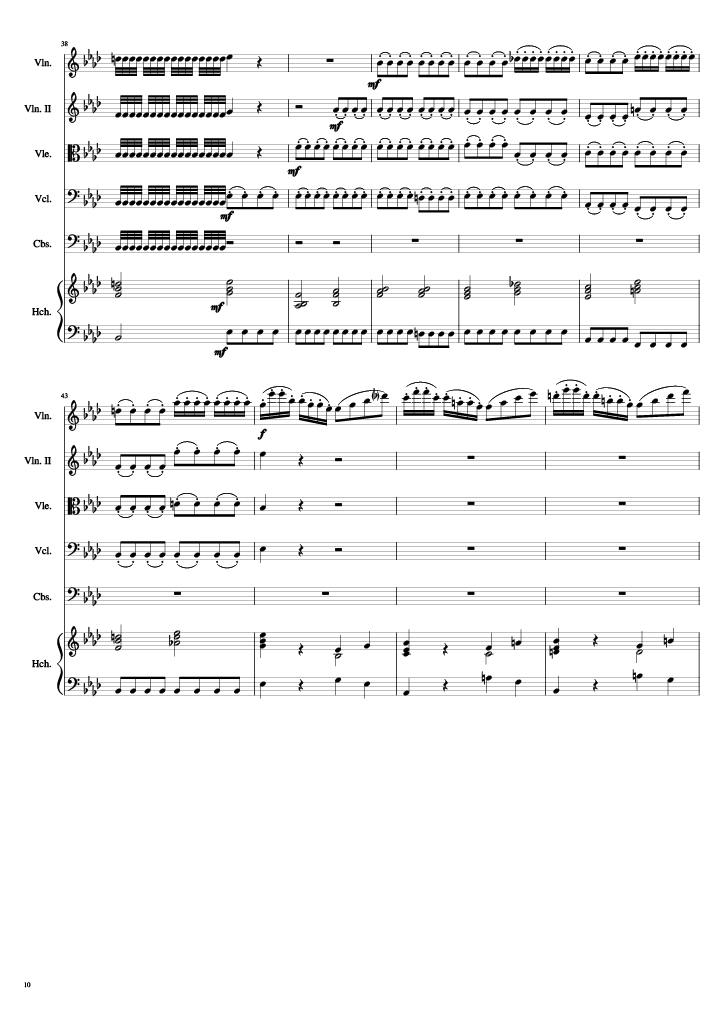 38
Vln.
mf
Vln. II
mf
Vle.
mf
Vcl.
mf
Cbs.
mf
Hch.
mf
43
Vln.
f
Vln. II
Vle.
Vcl.
Cbs.
Hch.
10